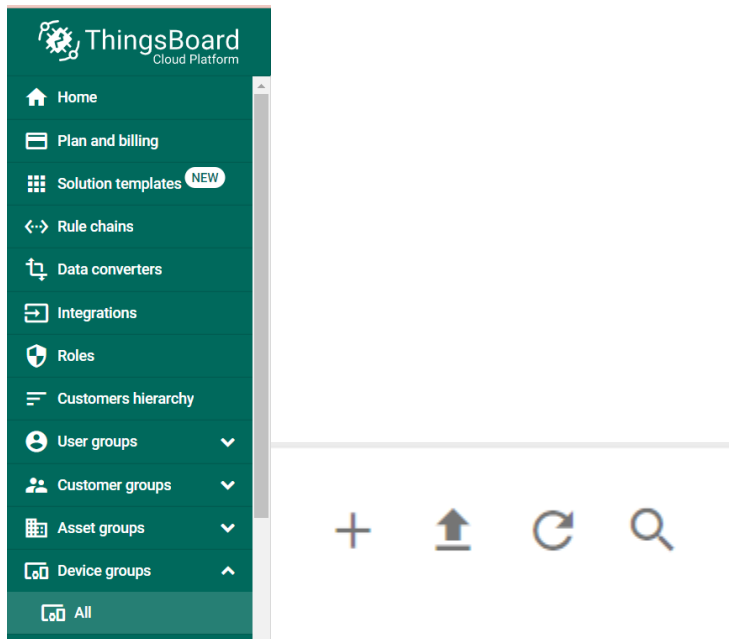 ThingsBoard
Cloud Platform
Home
Plan and billing
Solution templates NEW
Rule chains
Data converters
Integrations
Roles
Customers hierarchy
User groups
Customer groups
Asset groups
Device groups
All